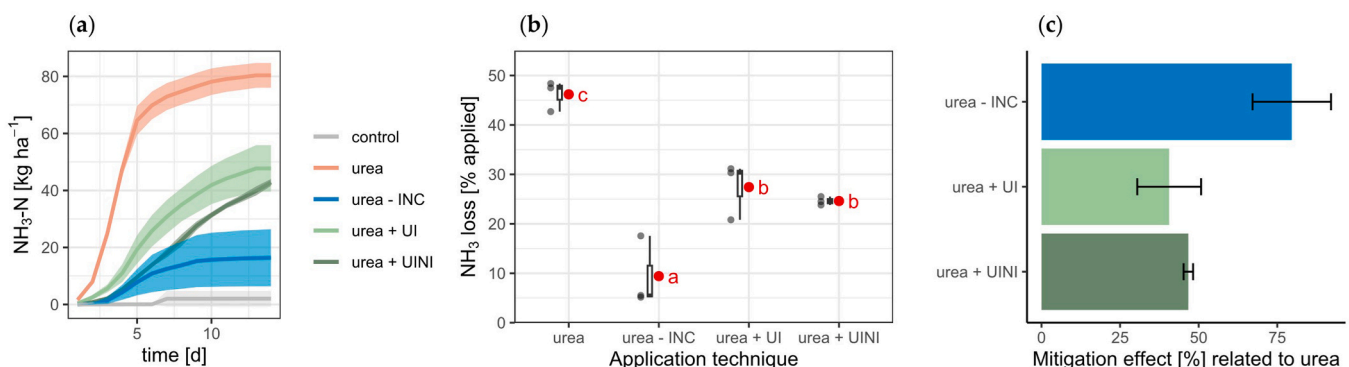 (a)
NH₃-N [kg ha⁻¹]
80
60
40
20
0
5
10
time [d]
control
urea
urea - INC
urea + UI
urea + UINI
(b)
NH₃ loss [% applied]
50
40
30
20
10
0
c
a
b
b
urea
urea - INC
urea + UI
urea + UINI
Application technique
(c)
urea - INC
urea + UI
urea + UINI
0
25
50
75
Mitigation effect [%] related to urea